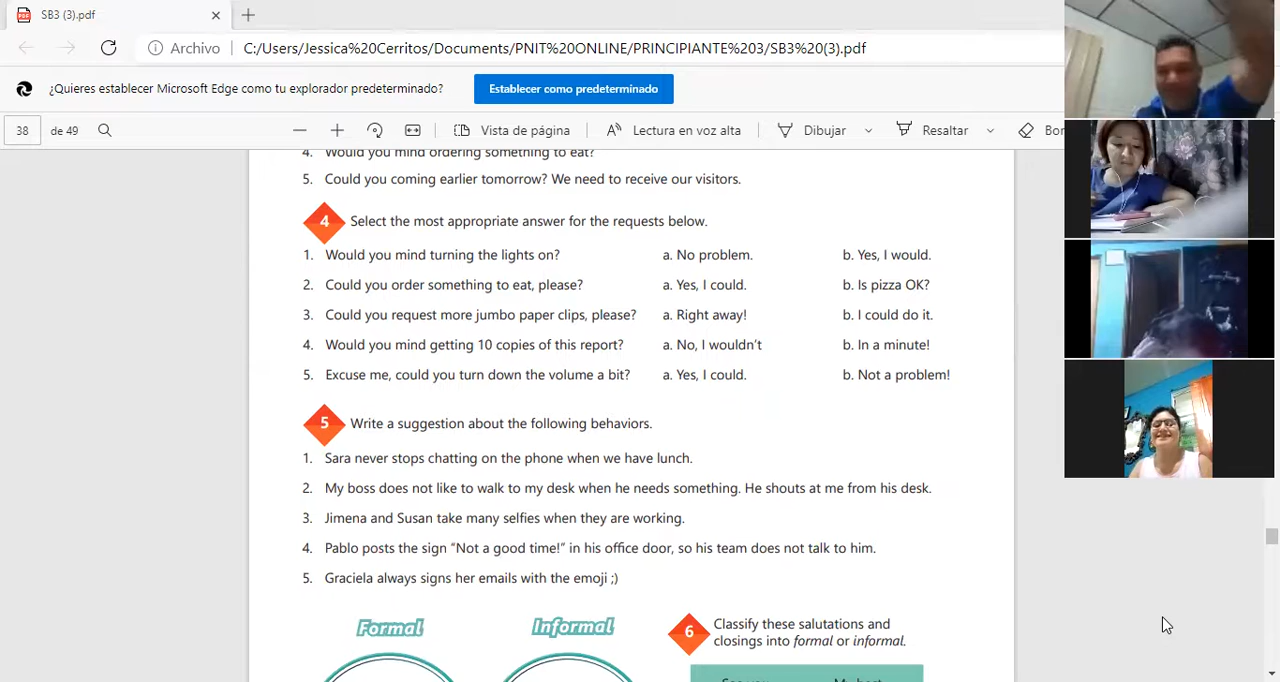 SB3 (3).pdf
Archivo
C:/Users/Jessica%20Cerritos/Documents/PNIT%20ONLINE/PRINCIPIANTE%203/SB3%20(3).pdf
¿Quieres establecer Microsoft Edge como tu explorador predeterminado?
Establecer como predeterminado
38 de 49
Vista de página
Lectura en voz alta
Dibujar
Resaltar
Bor
4. Would you mind ordering something to eat?
5. Could you coming earlier tomorrow? We need to receive our visitors.
4 Select the most appropriate answer for the requests below.
1. Would you mind turning the lights on? a. No problem. b. Yes, I would.
2. Could you order something to eat, please? a. Yes, I could. b. Is pizza OK?
3. Could you request more jumbo paper clips, please? a. Right away! b. I could do it.
4. Would you mind getting 10 copies of this report? a. No, I wouldn't b. In a minute!
5. Excuse me, could you turn down the volume a bit? a. Yes, I could. b. Not a problem!
5 Write a suggestion about the following behaviors.
1. Sara never stops chatting on the phone when we have lunch.
2. My boss does not like to walk to my desk when he needs something. He shouts at me from his desk.
3. Jimena and Susan take many selfies when they are working.
4. Pablo posts the sign “Not a good time!” in his office door, so his team does not talk to him.
5. Graciela always signs her emails with the emoji ;)
Formal
Informal
6 Classify these salutations and
closings into formal or informal.